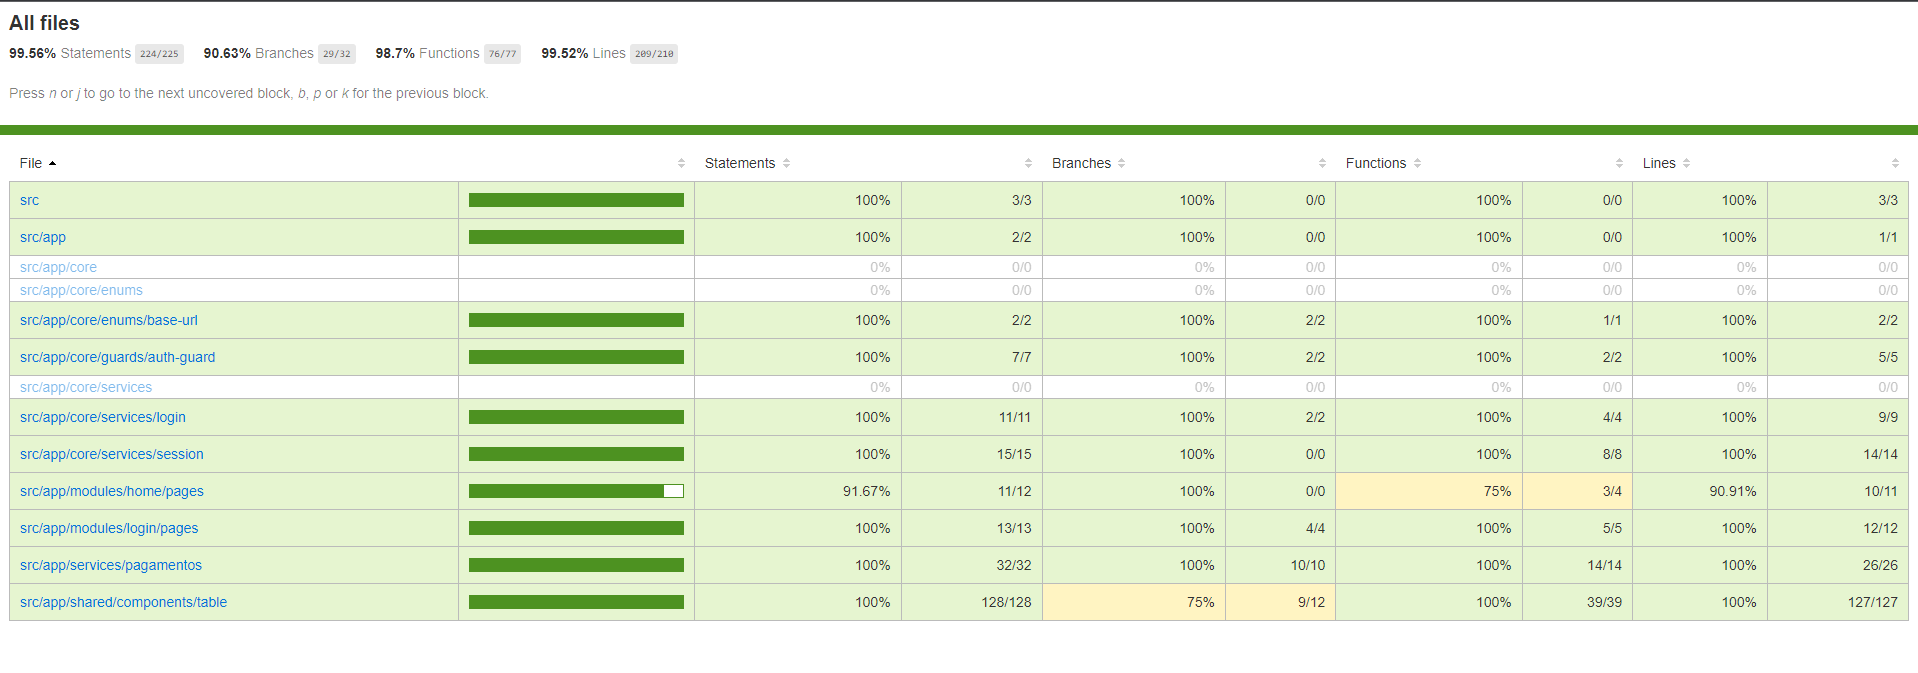 All files
99.56% Statements 224/225 90.63% Branches 29/32 98.7% Functions 76/77 99.52% Lines 209/210
Press n or j to go to the next uncovered block, b, p or k for the previous block.
File Statements Branches Functions Lines
src 100% 3/3 100% 0/0 100% 0/0 100% 3/3
src/app 100% 2/2 100% 0/0 100% 0/0 100% 1/1
src/app/core 0% 0/0 0% 0/0 0% 0/0 0% 0/0
src/app/core/enums 0% 0/0 0% 0/0 0% 0/0 0% 0/0
src/app/core/enums/base-url 100% 2/2 100% 2/2 100% 1/1 100% 2/2
src/app/core/guards/auth-guard 100% 7/7 100% 2/2 100% 2/2 100% 5/5
src/app/core/services 0% 0/0 0% 0/0 0% 0/0 0% 0/0
src/app/core/services/login 100% 11/11 100% 2/2 100% 4/4 100% 9/9
src/app/core/services/session 100% 15/15 100% 0/0 100% 8/8 100% 14/14
src/app/modules/home/pages 91.67% 11/12 100% 0/0 75% 3/4 90.91% 10/11
src/app/modules/login/pages 100% 13/13 100% 4/4 100% 5/5 100% 12/12
src/app/services/pagamentos 100% 32/32 100% 10/10 100% 14/14 100% 26/26
src/app/shared/components/table 100% 128/128 75% 9/12 100% 39/39 100% 127/127